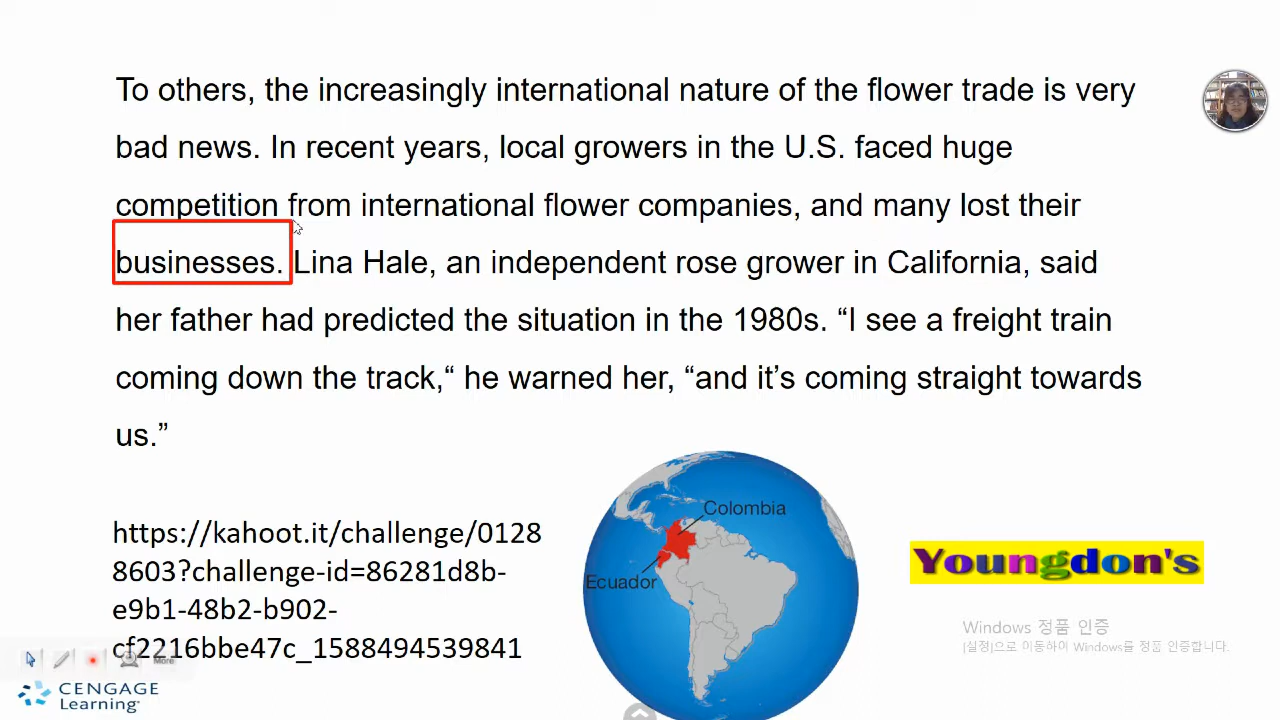 To others, the increasingly international nature of the flower trade is very
bad news. In recent years, local growers in the U.S. faced huge
competition from international flower companies, and many lost their
businesses. Lina Hale, an independent rose grower in California, said
her father had predicted the situation in the 1980s. “I see a freight train
coming down the track,“ he warned her, “and it’s coming straight towards
us.”
https://kahoot.it/challenge/0128
8603?challenge-id=86281d8b-
e9b1-48b2-b902-
cf2216bbe47c_1588494539841
Colombia
Ecuador
Youngdon's
Windows 정품 인증
[설정]으로 이동하여 Windows를 정품 인증합니다.
More
CENGAGE
Learning